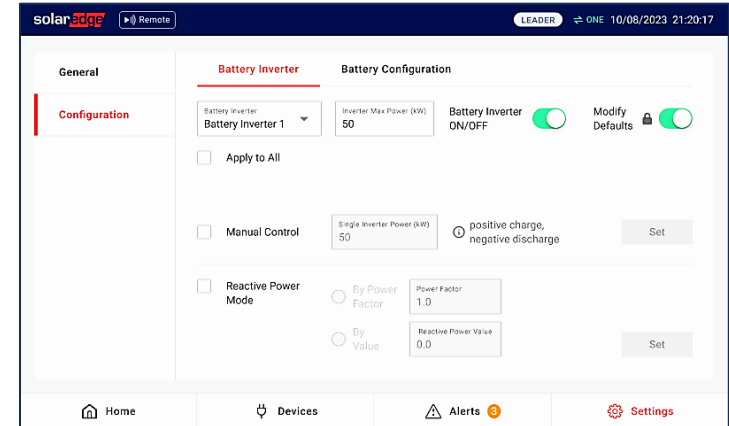 solaredge
Remote
LEADER
ONE 10/08/2023 21:20:17
General
Configuration
Battery Inverter
Battery Configuration
Battery Inverter
Battery Inverter 1
Inverter Max Power (kW)
50
Battery Inverter
ON/OFF
Modify
Defaults
Apply to All
Manual Control
Single Inverter Power (kW)
50
positive charge,
negative discharge
Set
Reactive Power
Mode
By Power
Factor
Power Factor
1.0
By
Value
Reactive Power Value
0.0
Set
Home
Devices
Alerts 3
Settings